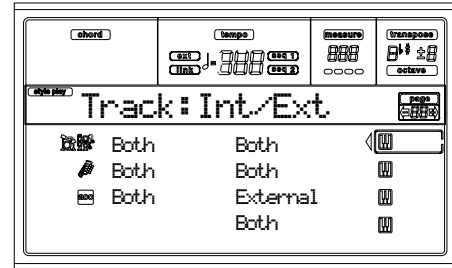 chord tempo measure transpose
ext seq 1
link seq 2
octave
style play Track:Int/Ext page
Both Both
Both Both
acc Both External
Both